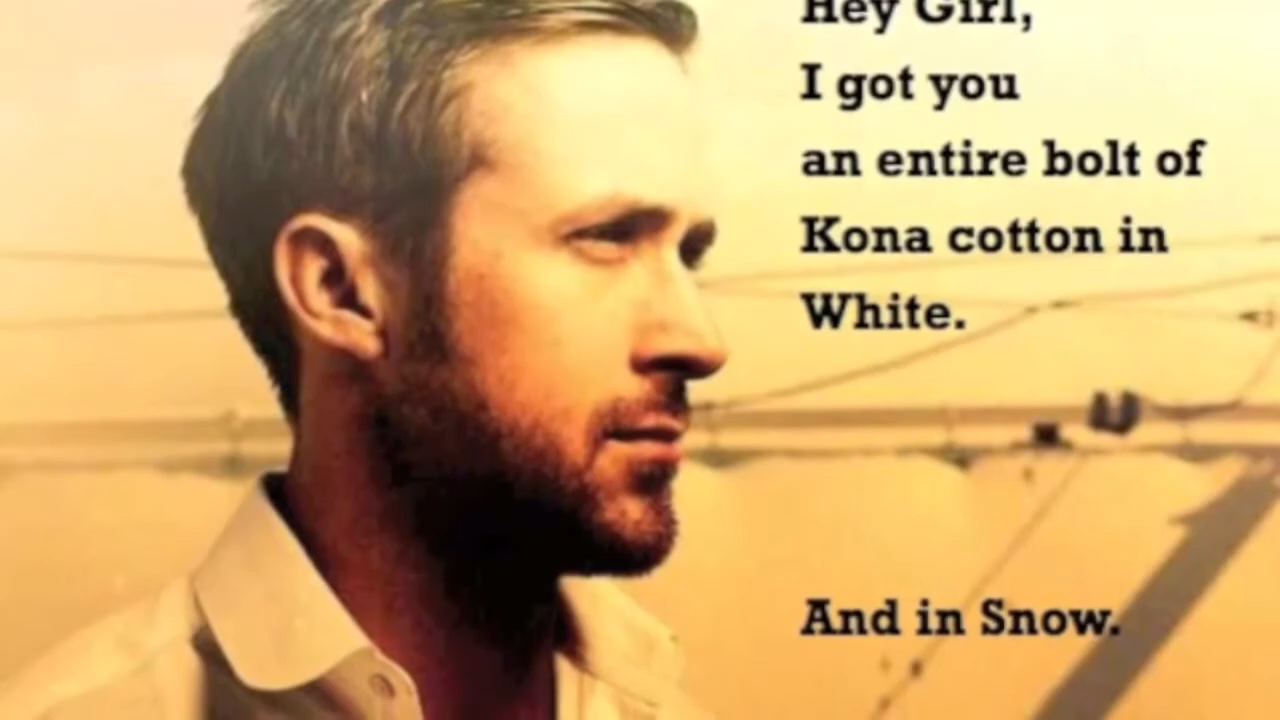 Hey Girl,
I got you
an entire bolt of
Kona cotton in
White.
And in Snow.